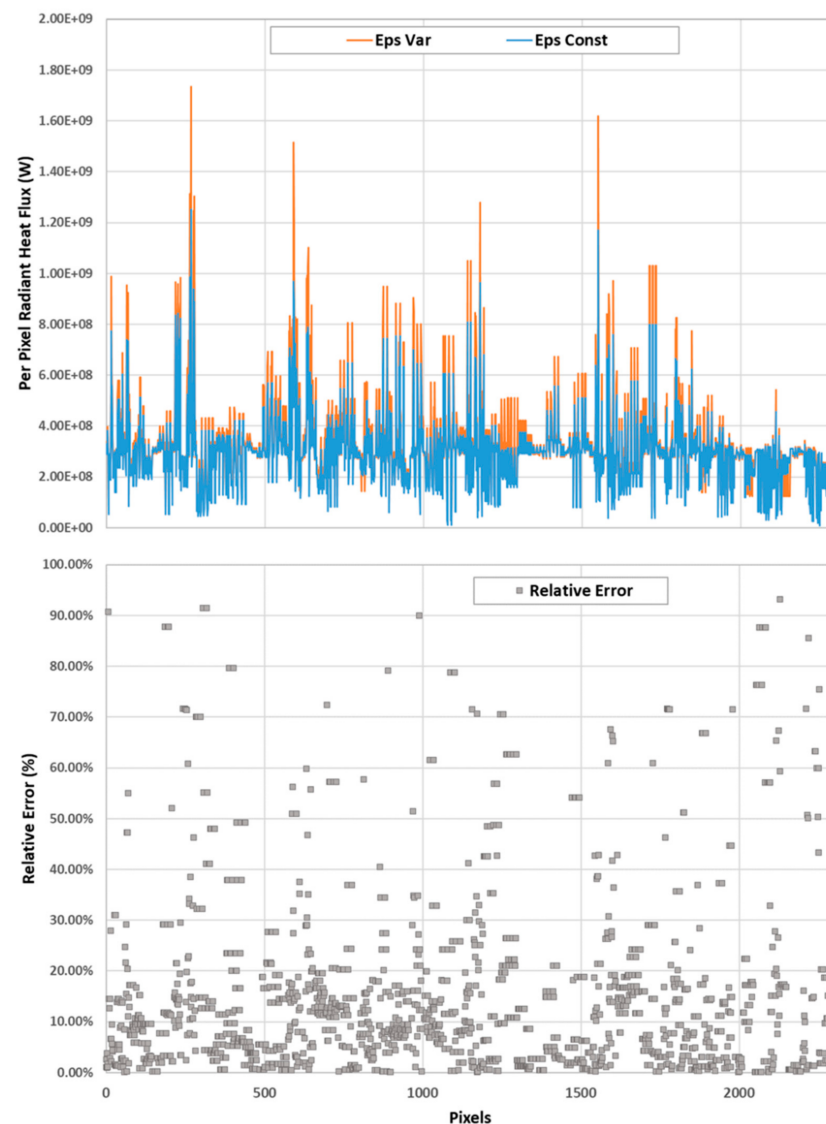 2.00E+09
Eps Var Eps Const
1.80E+09
1.60E+09
1.40E+09
1.20E+09
1.00E+09
8.00E+08
6.00E+08
4.00E+08
2.00E+08
0.00E+00
Per Pixel Radiant Heat Flux (W)
100.00%
Relative Error
90.00%
80.00%
70.00%
60.00%
50.00%
40.00%
30.00%
20.00%
10.00%
0.00%
Relative Error (%)
0 500 1000 1500 2000
Pixels